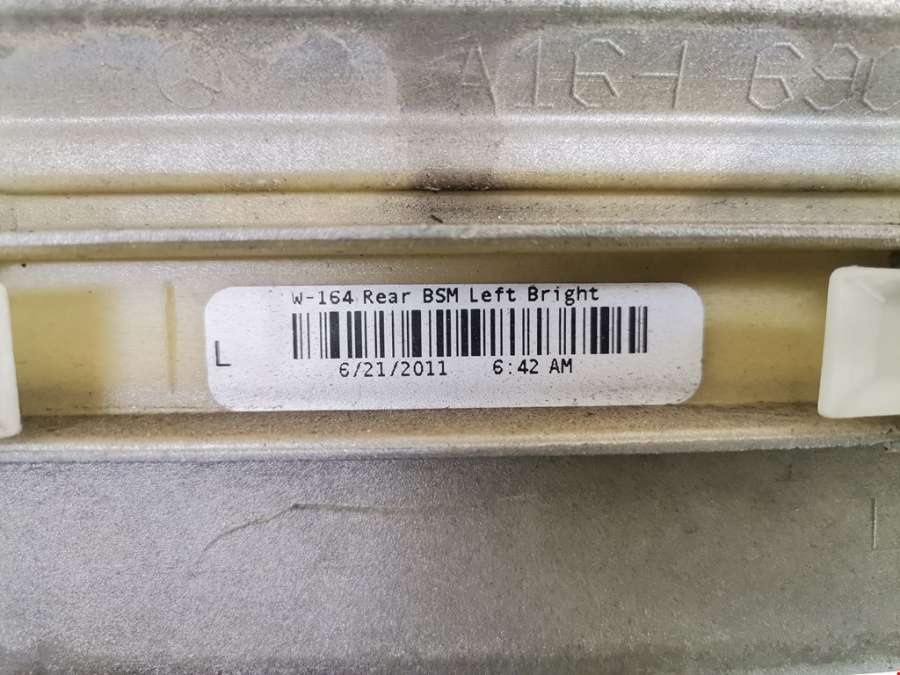 A164 690
W-164 Rear BSM Left Bright
L
6/21/2011 6:42 AM